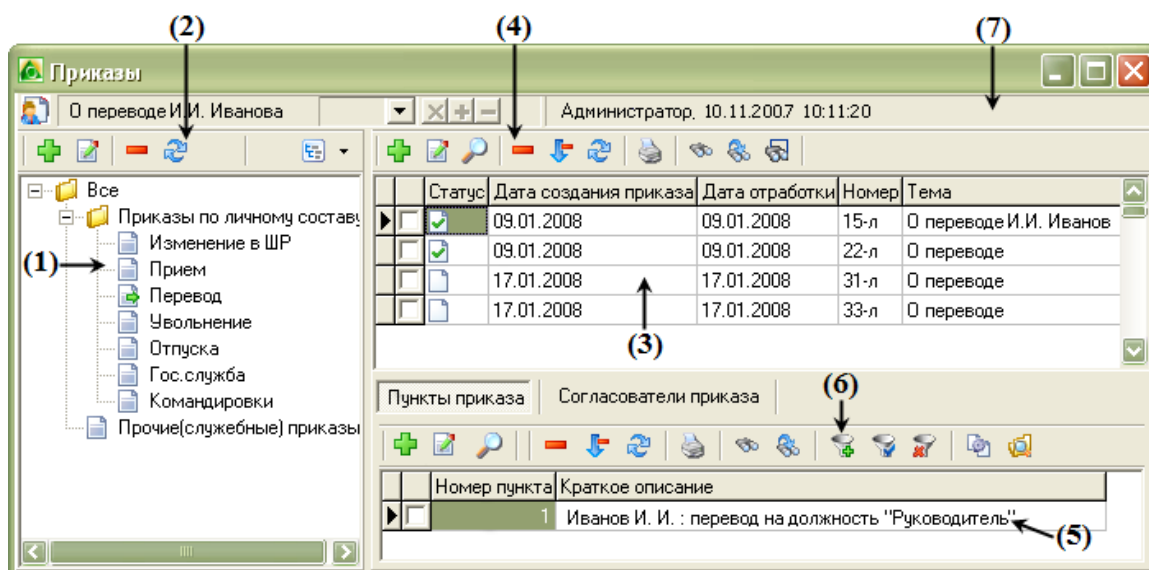 (2) (4) (7)
Приказы
О переводе И.И. Иванова Администратор, 10.11.2007 10:11:20
Статус Дата создания приказа Дата отработки Номер Тема
09.01.2008 09.01.2008 15-л О переводе И.И. Иванов
09.01.2008 09.01.2008 22-л О переводе
17.01.2008 17.01.2008 31-л О переводе
17.01.2008 17.01.2008 33-л О переводе
(3)
Все
Приказы по личному составу
Изменение в ШР
(1)
Прием
Перевод
Увольнение
Отпуска
Гос.служба
Командировки
Прочие(служебные) приказы
(6)
Пункты приказа Согласователи приказа
Номер пункта Краткое описание
1 Иванов И. И. : перевод на должность "Руководитель"
(5)